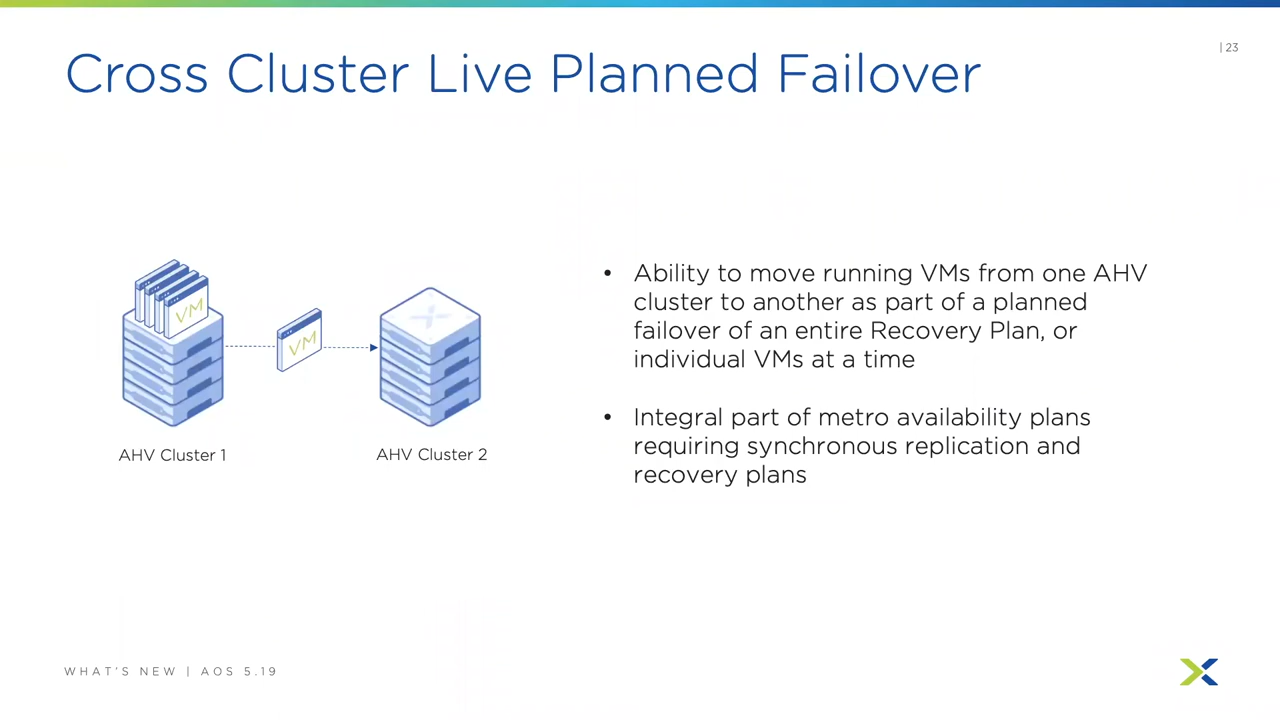 | 23
Cross Cluster Live Planned Failover
VM
VM
AHV Cluster 1
AHV Cluster 2
• Ability to move running VMs from one AHV
cluster to another as part of a planned
failover of an entire Recovery Plan, or
individual VMs at a time
• Integral part of metro availability plans
requiring synchronous replication and
recovery plans
WHAT'S NEW | AOS 5.19